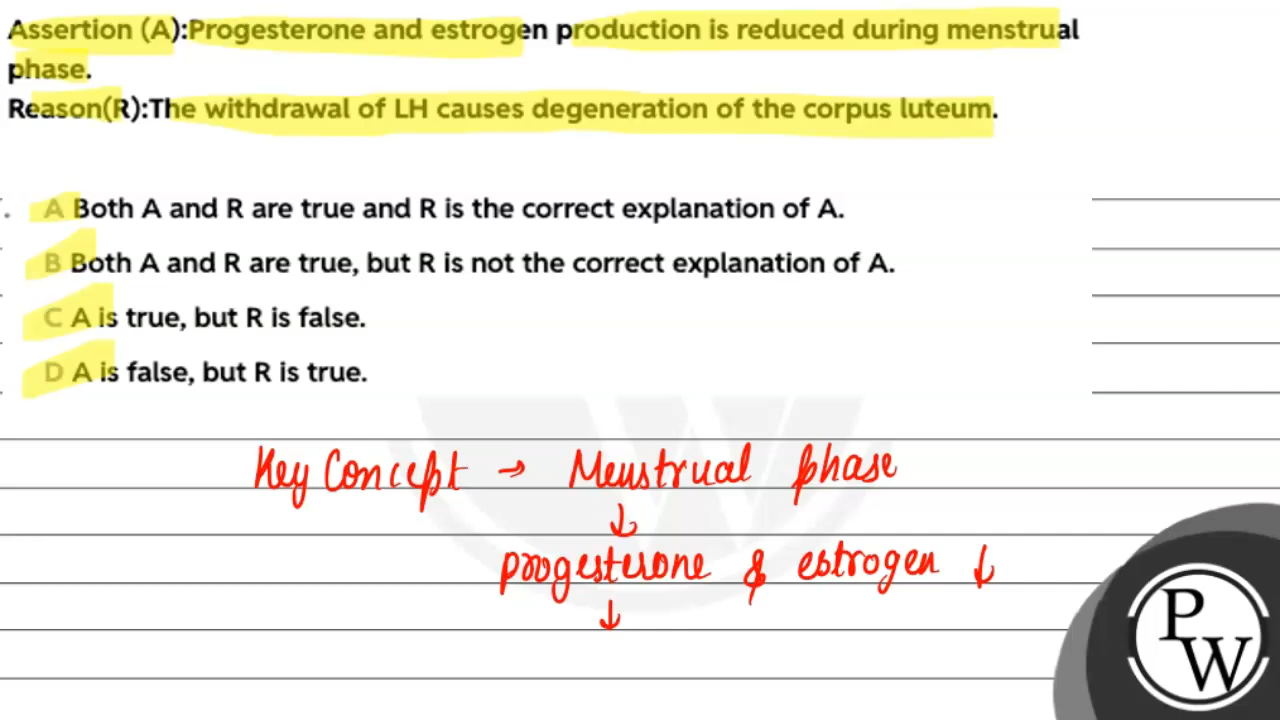 Assertion (A):Progesterone and estrogen production is reduced during menstrual
phase.
Reason(R):The withdrawal of LH causes degeneration of the corpus luteum.
. A Both A and R are true and R is the correct explanation of A.
B Both A and R are true, but R is not the correct explanation of A.
C A is true, but R is false.
D A is false, but R is true.
Key Concept → Menstrual phase
↓
progesterone & estrogen ↓
↓
P
W